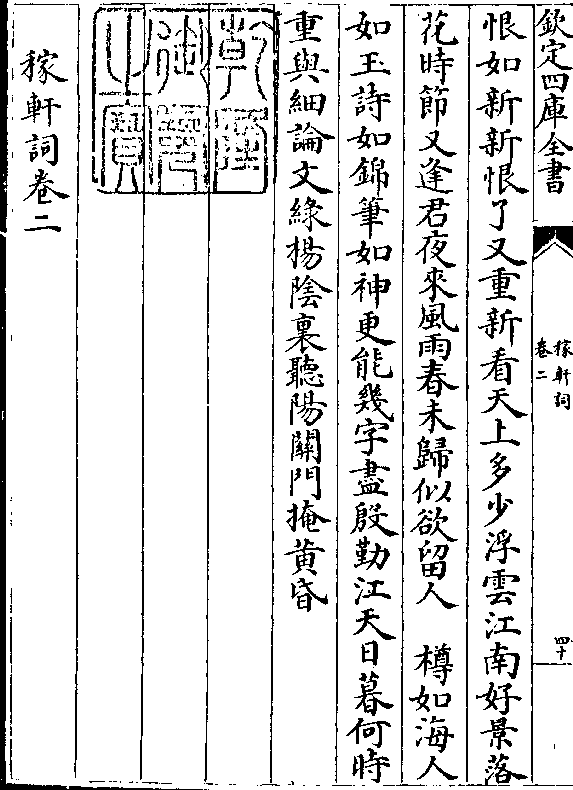 欽定四庫全書
稼軒詞
卷二
四十
恨如新新恨了又重新看天上多少浮雲江南好景落
花時節又逢君夜來風雨春未歸似欲留人　樽如海人
如玉詩如錦筆如神更能幾字盡殷勤江天日暮何時
重與細論文綠楊陰裏聽陽關門掩黄昏
乾隆
御覽
之寶
稼軒詞卷二